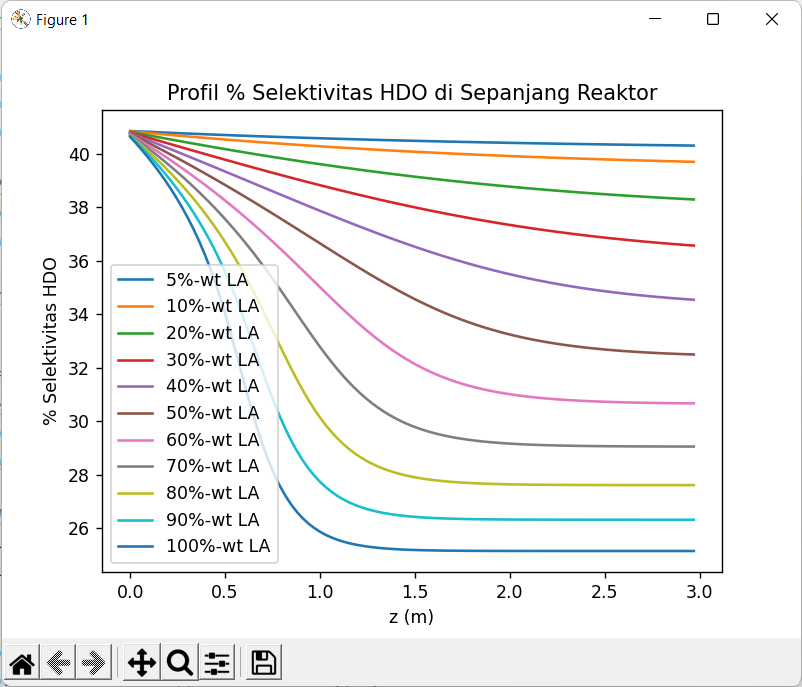 Figure 1
Profil % Selektivitas HDO di Sepanjang Reaktor
% Selektivitas HDO
40
38
36
34
32
30
28
26
5%-wt LA
10%-wt LA
20%-wt LA
30%-wt LA
40%-wt LA
50%-wt LA
60%-wt LA
70%-wt LA
80%-wt LA
90%-wt LA
100%-wt LA
0.0 0.5 1.0 1.5 2.0 2.5 3.0
z (m)